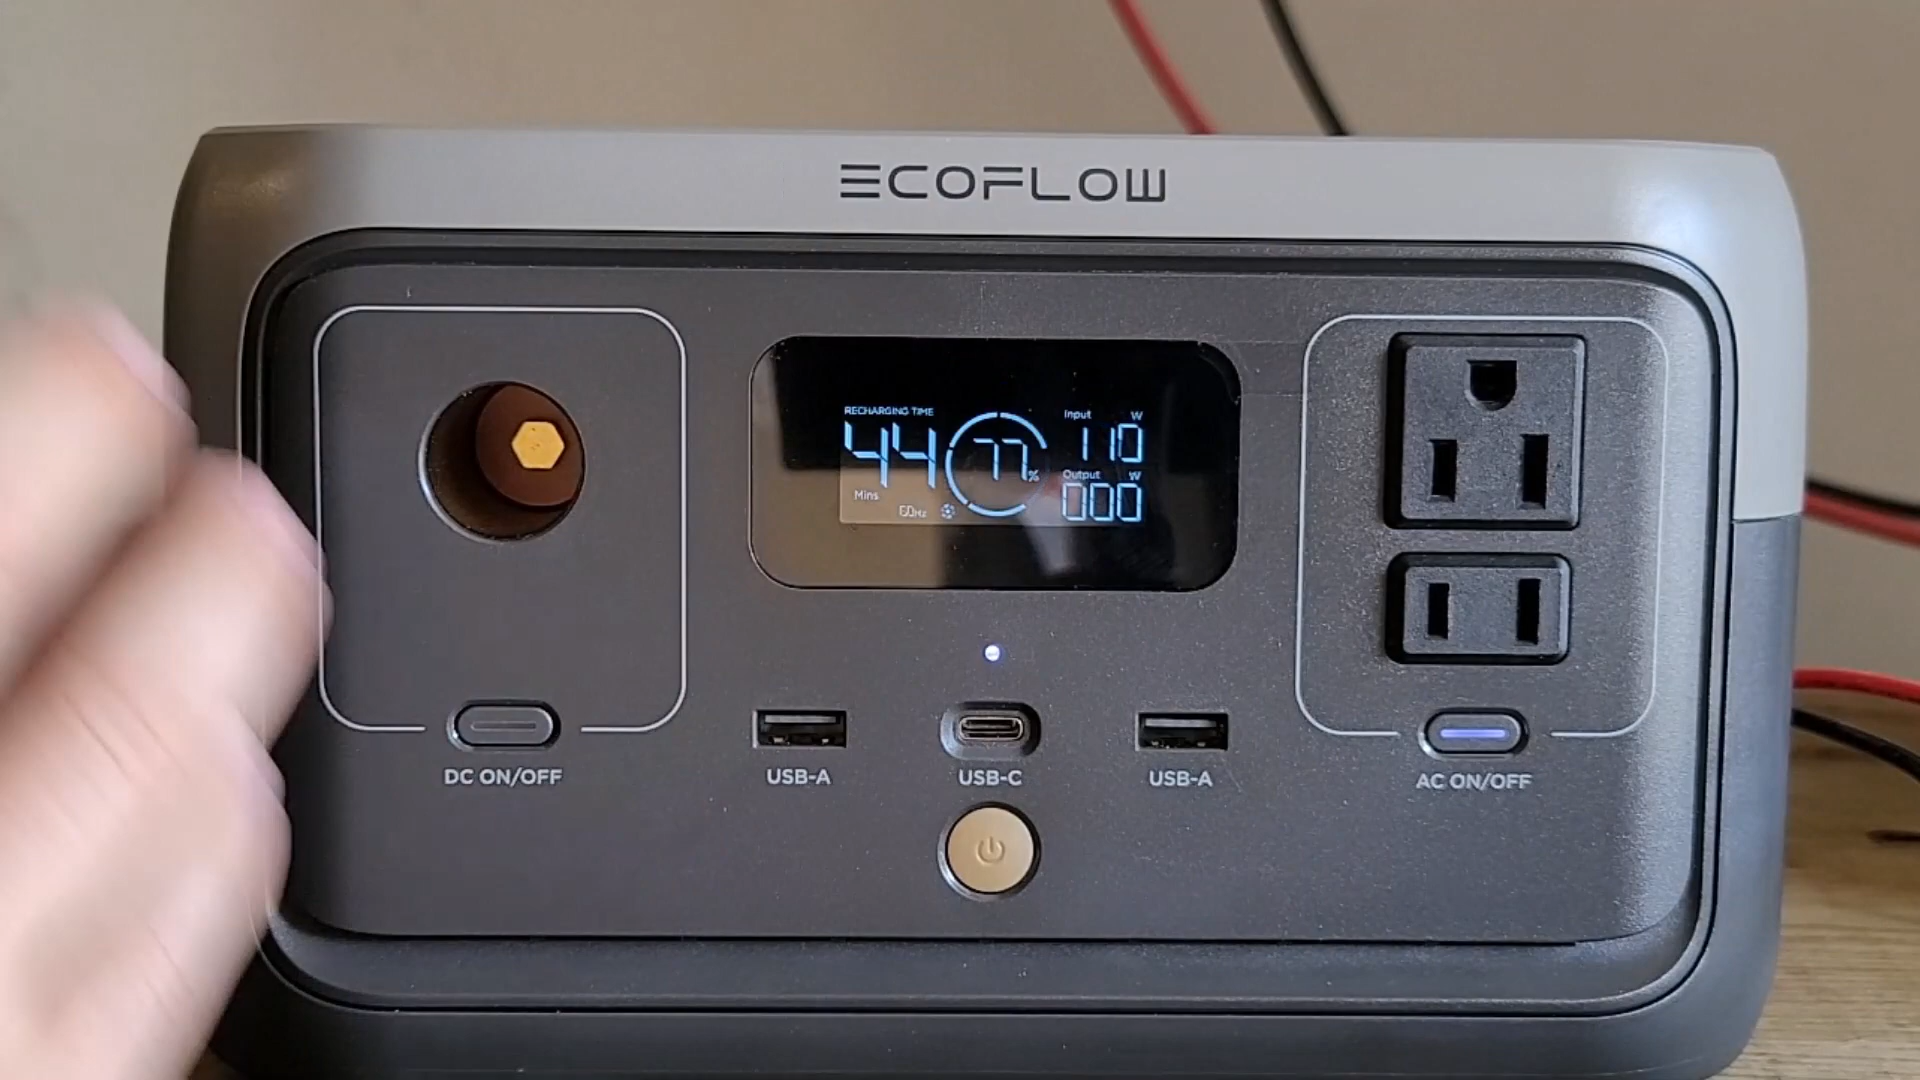 ECOFLOW
RECHARGING TIME
44
Mins
60Hz
77%
Input W
110
Output W
000
DC ON/OFF
USB-A
USB-C
USB-A
AC ON/OFF